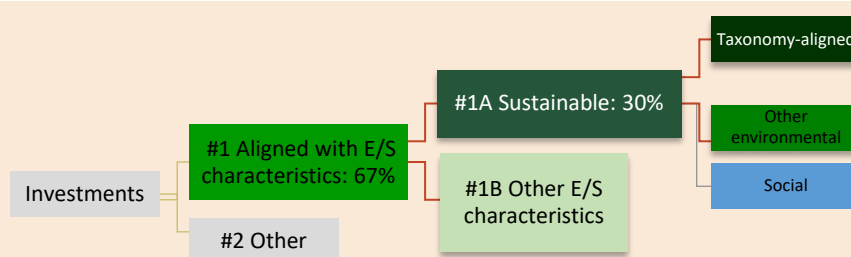 Investments
#1 Aligned with E/S
characteristics: 67%
#2 Other
#1A Sustainable: 30%
#1B Other E/S
characteristics
Taxonomy-aligned
Other
environmental
Social